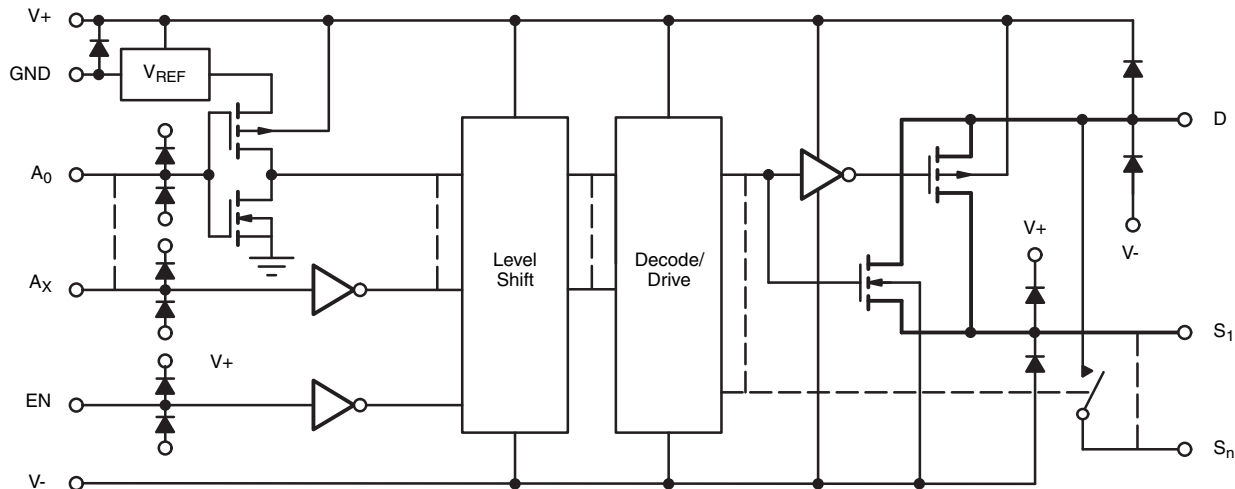 V+
GND
VREF
A0
AX
EN
V+
V-
Level
Shift
Decode/
Drive
D
V+
V-
S1
Sn